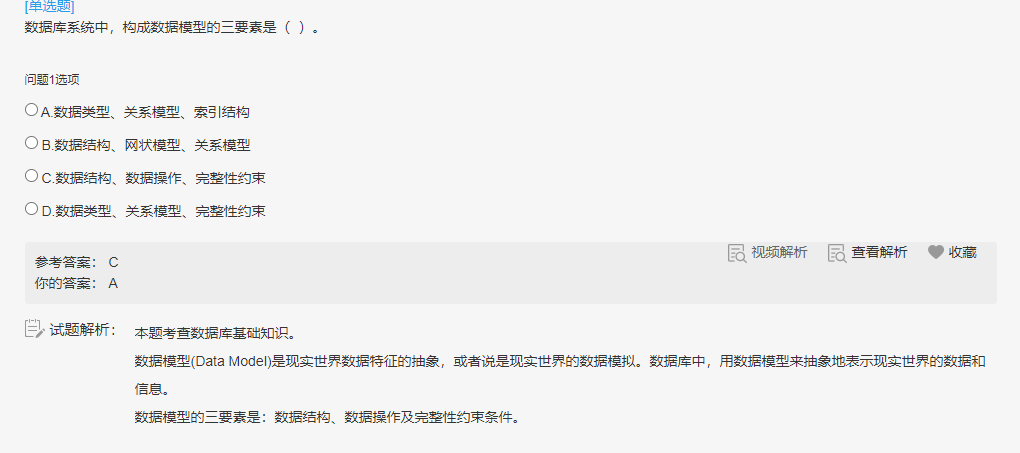 [单选题]
数据库系统中，构成数据模型的三要素是（ ）。
问题1选项
A.数据类型、关系模型、索引结构
B.数据结构、网状模型、关系模型
C.数据结构、数据操作、完整性约束
D.数据类型、关系模型、完整性约束
视频解析 查看解析 收藏
参考答案： C
你的答案： A
试题解析： 本题考查数据库基础知识。
数据模型(Data Model)是现实世界数据特征的抽象，或者说是现实世界的数据模拟。数据库中，用数据模型来抽象地表示现实世界的数据和
信息。
数据模型的三要素是：数据结构、数据操作及完整性约束条件。